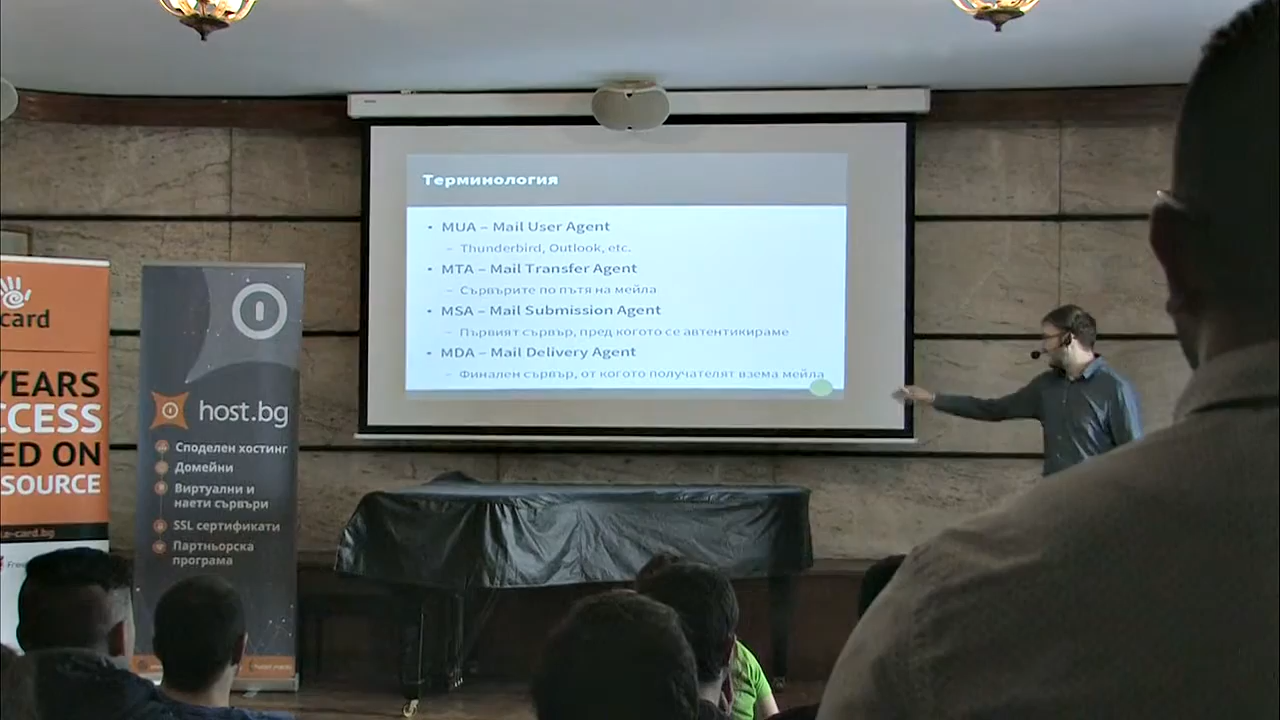 Терминология
• MUA – Mail User Agent
– Thunderbird, Outlook, etc.
• MTA – Mail Transfer Agent
– Сървърите по пътя на мейла
• MSA – Mail Submission Agent
– Първият сървър, пред когото се автентикираме
• MDA – Mail Delivery Agent
– Финален сървър, от когото получателят взема мейла
card
YEARS
CCESS
ED ON
SOURCE
e-card.bg
host.bg
Споделен хостинг
Домейни
Виртуални и
наети сървъри
SSL сертификати
Партньорска
програма